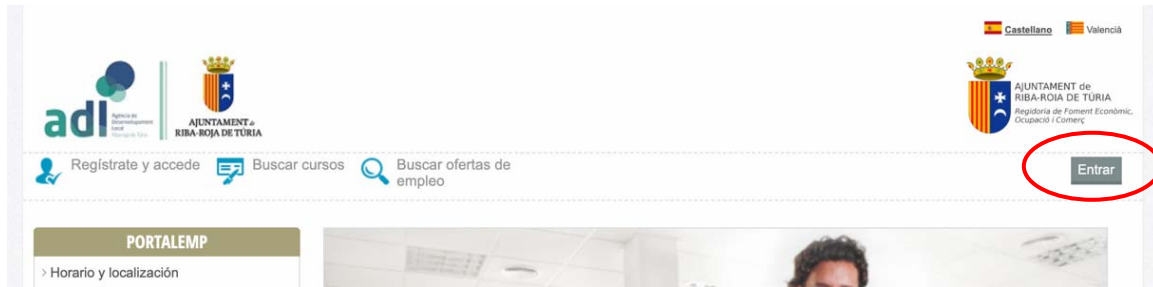 Castellano Valencià
adl
Agència de
Desenvolupament
Local
AJUNTAMENT de
RIBA-ROJA DE TÚRIA
AJUNTAMENT de
RIBA-ROJA DE TÚRIA
Regidoria de Foment Econòmic,
Ocupació i Comerç
Regístrate y accede Buscar cursos Buscar ofertas de
empleo
Entrar
PORTALEMP
> Horario y localización